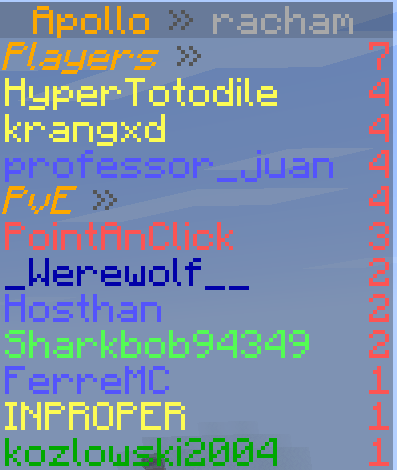 Apollo » racham
Players » 7
HyperTotodile 4
krangxd 4
professor_juan 4
PvE » 4
PointAnClick 3
_Werewolf__ 2
Hosthan 2
Sharkbob94349 2
FerreMC 1
INPROPER 1
kozlowski2004 1